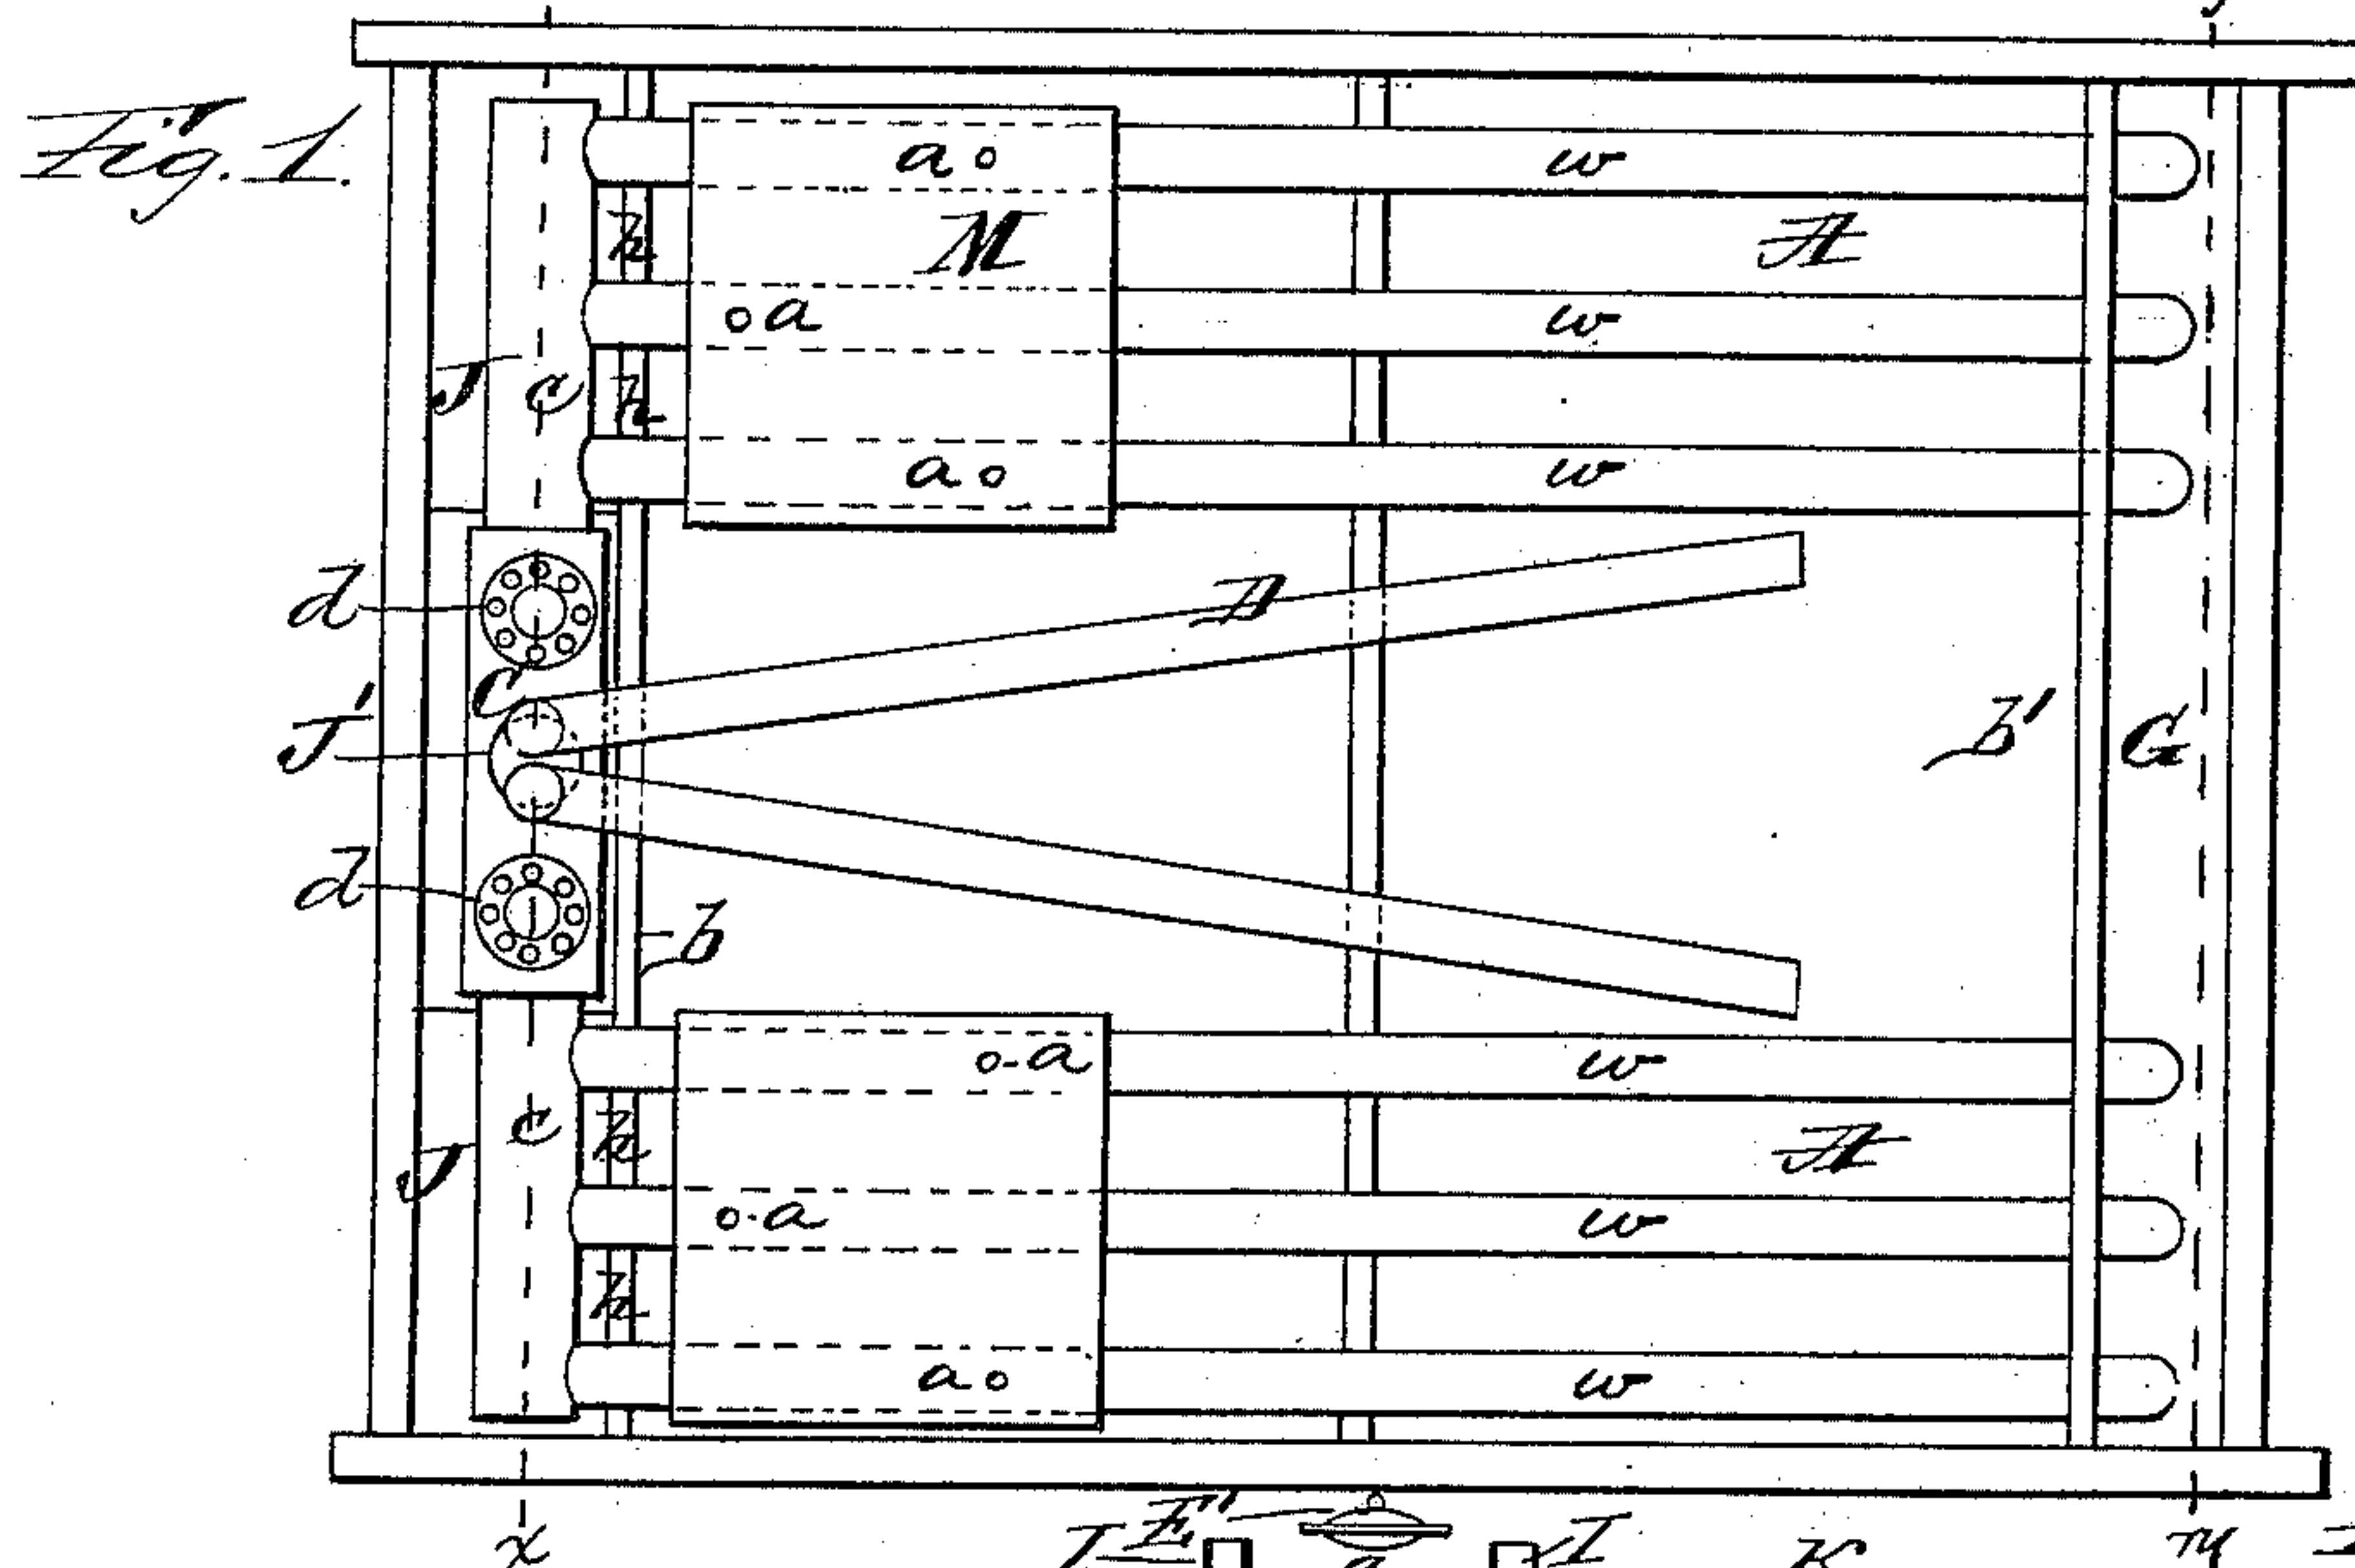 Fig. 1.
a w
h M A
a w
J c h
a w
d D
C
J' b' G
d
b
a w
c h A
J a w
h
a w
E''
x I I K y